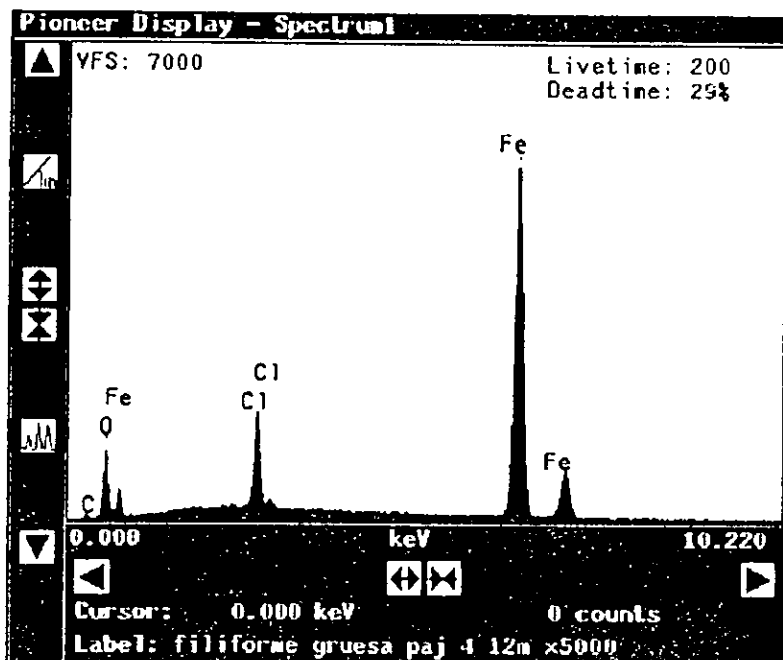 Pioneer Display - Spectrum1
VFS: 7000
Livetime: 200
Deadtime: 29%
Fe
Cl
Fe
Cl
O
Fe
C
0.000 keV 10.220
Cursor: 0.000 keV 0 counts
Label: filiforme gruesa paj 4 12m x5000